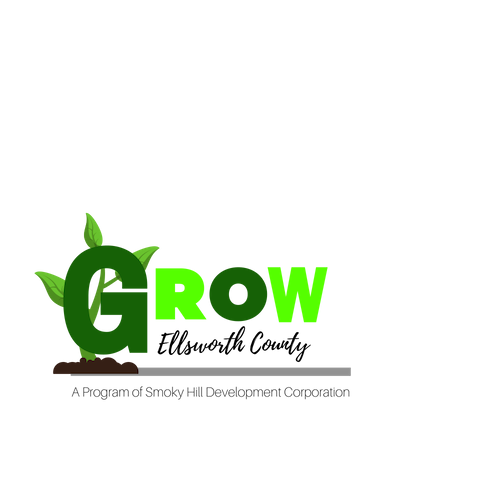 GROW
Ellsworth County
A Program of Smoky Hill Development Corporation